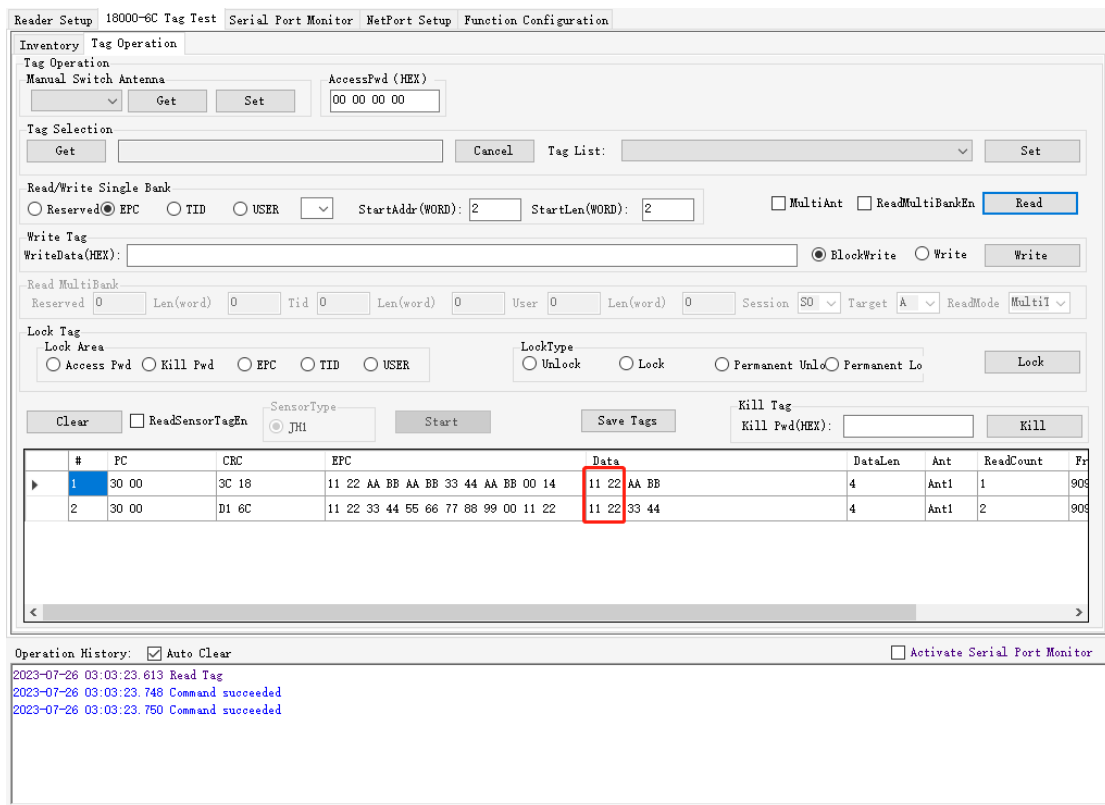 Reader Setup 18000-6C Tag Test Serial Port Monitor NetPort Setup Function Configuration
Inventory Tag Operation
Tag Operation
Manual Switch Antenna AccessPwd (HEX)
Get Set 00 00 00 00
Tag Selection
Get Cancel Tag List: Set
Read/Write Single Bank
Reserved EPC TID USER StartAddr(WORD): 2 StartLen(WORD): 2 MultiAnt ReadMultiBankEn Read
Write Tag
WriteData(HEX): BlockWrite Write Write
Read MultiBank
Reserved 0 Len(word) 0 Tid 0 Len(word) 0 User 0 Len(word) 0 Session S0 Target A ReadMode MultiT
Lock Tag
Lock Area LockType
Access Pwd Kill Pwd EPC TID USER Unlock Lock Permanent Unlo Permanent Lo Lock
Clear ReadSensorTagEn SensorType JH1 Start Save Tags Kill Tag
Kill Pwd(HEX): Kill
# PC CRC EPC Data DataLen Ant ReadCount Fr
1 30 00 3C 18 11 22 AA BB AA BB 33 44 AA BB 00 14 11 22 AA BB 4 Ant1 1 909
2 30 00 D1 6C 11 22 33 44 55 66 77 88 99 00 11 22 11 22 33 44 4 Ant1 2 909
Operation History: Auto Clear Activate Serial Port Monitor
2023-07-26 03:03:23.613 Read Tag
2023-07-26 03:03:23.748 Command succeeded
2023-07-26 03:03:23.750 Command succeeded